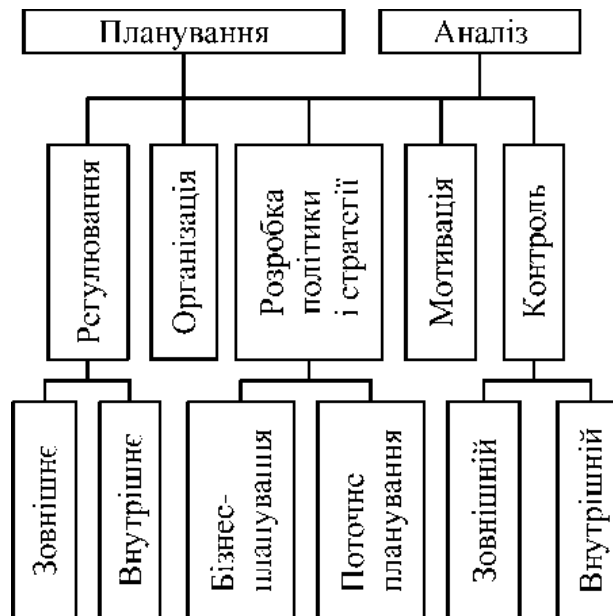 Планування
Аналіз
Регулювання
Організація
Розробка
політики
і стратегії
Мотивація
Контроль
Зовнішнє
Внутрішнє
Бізнес-
планування
Поточне
планування
Зовнішній
Внутрішній